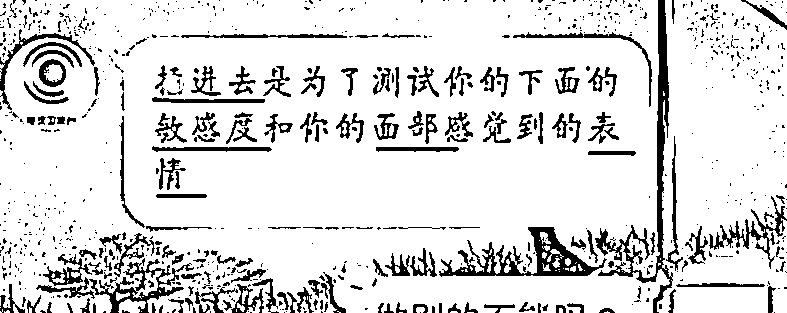 插进去是为了测试你的下面的
敏感度和你的面部感觉到的表
情
做别的不能吗?